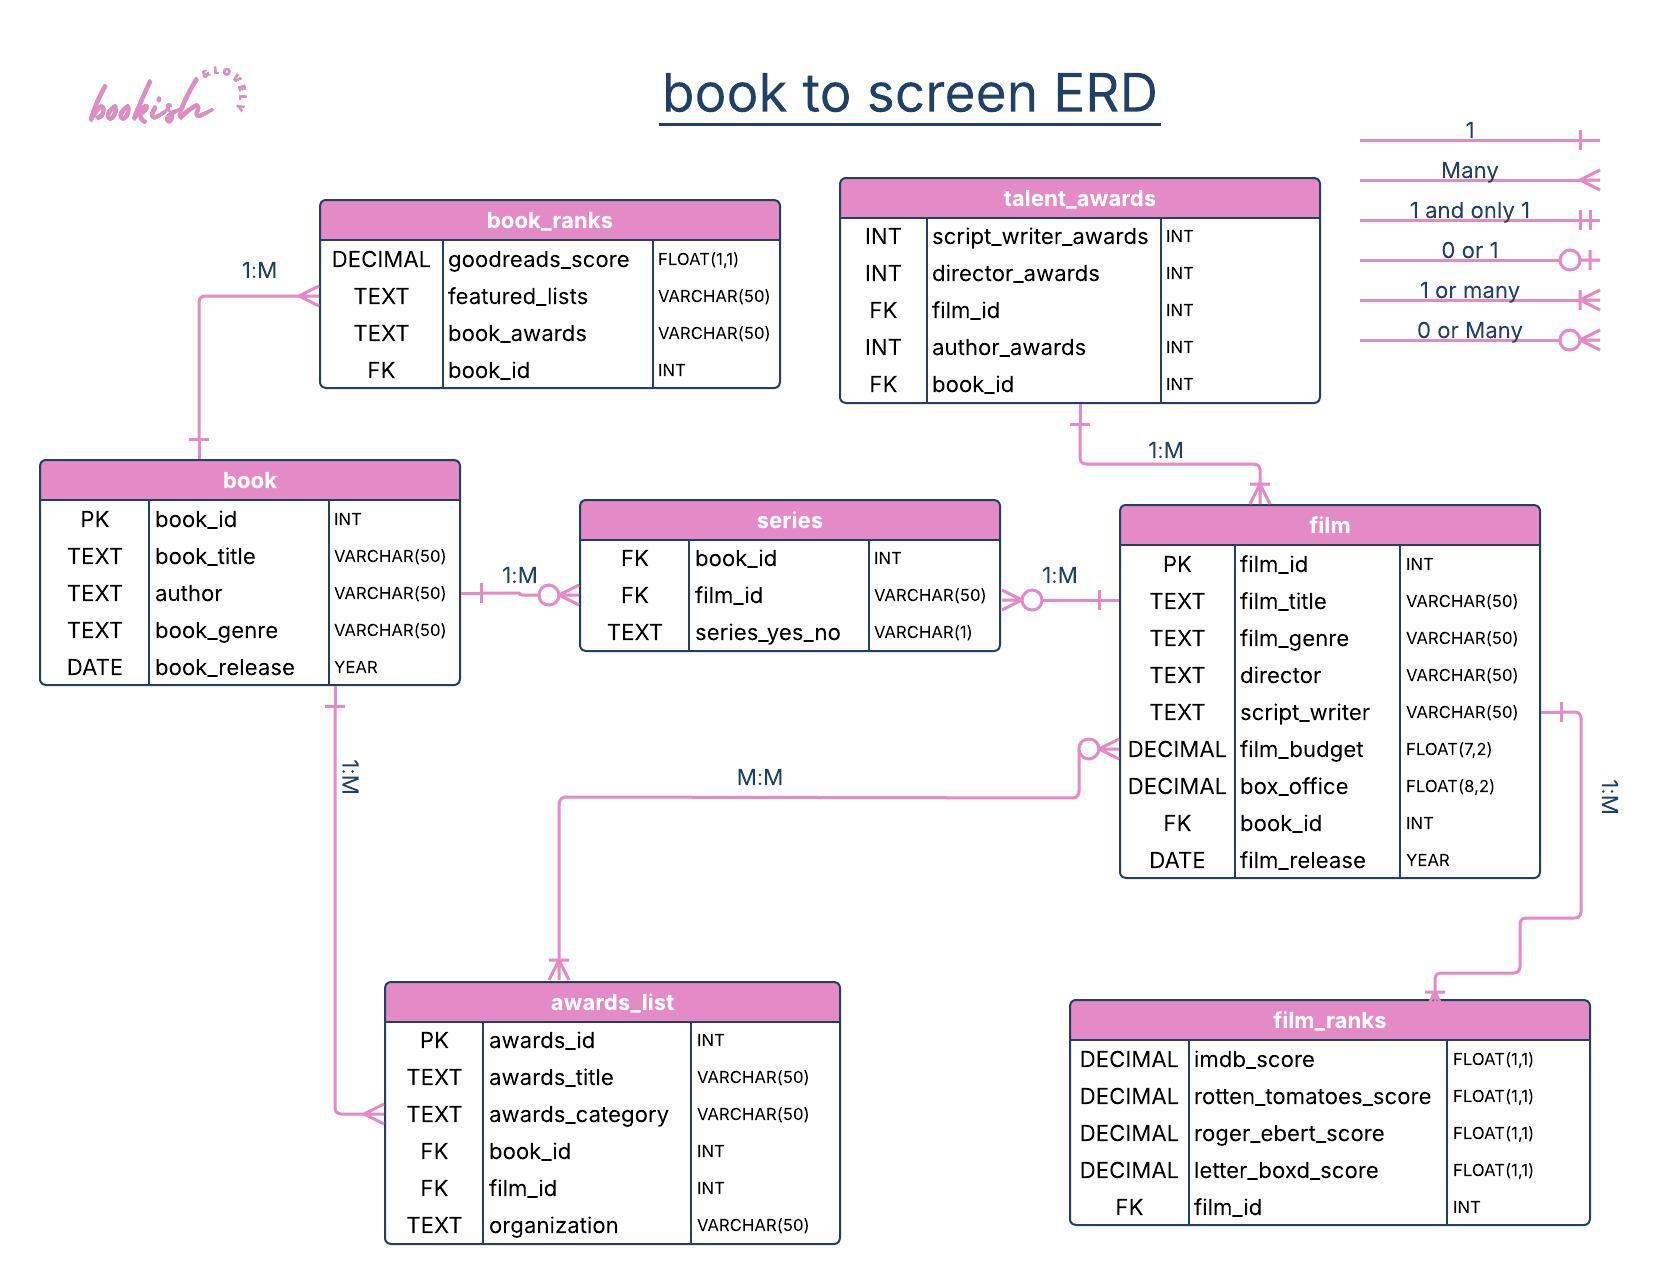 bookish
&LOVELY
book to screen ERD
1
Many
1 and only 1
0 or 1
1 or many
0 or Many
book_ranks
DECIMAL goodreads_score FLOAT(1,1)
TEXT featured_lists VARCHAR(50)
TEXT book_awards VARCHAR(50)
FK book_id INT
1:M
talent_awards
INT script_writer_awards INT
INT director_awards INT
FK film_id INT
INT author_awards INT
FK book_id INT
1:M
book
PK book_id INT
TEXT book_title VARCHAR(50)
TEXT author VARCHAR(50)
TEXT book_genre VARCHAR(50)
DATE book_release YEAR
1:M
series
FK book_id INT
FK film_id VARCHAR(50)
TEXT series_yes_no VARCHAR(1)
1:M
film
PK film_id INT
TEXT film_title VARCHAR(50)
TEXT film_genre VARCHAR(50)
TEXT director VARCHAR(50)
TEXT script_writer VARCHAR(50)
DECIMAL film_budget FLOAT(7,2)
DECIMAL box_office FLOAT(8,2)
FK book_id INT
DATE film_release YEAR
1:M
M:M
1:M
awards_list
PK awards_id INT
TEXT awards_title VARCHAR(50)
TEXT awards_category VARCHAR(50)
FK book_id INT
FK film_id INT
TEXT organization VARCHAR(50)
film_ranks
DECIMAL imdb_score FLOAT(1,1)
DECIMAL rotten_tomatoes_score FLOAT(1,1)
DECIMAL roger_ebert_score FLOAT(1,1)
DECIMAL letter_boxd_score FLOAT(1,1)
FK film_id INT